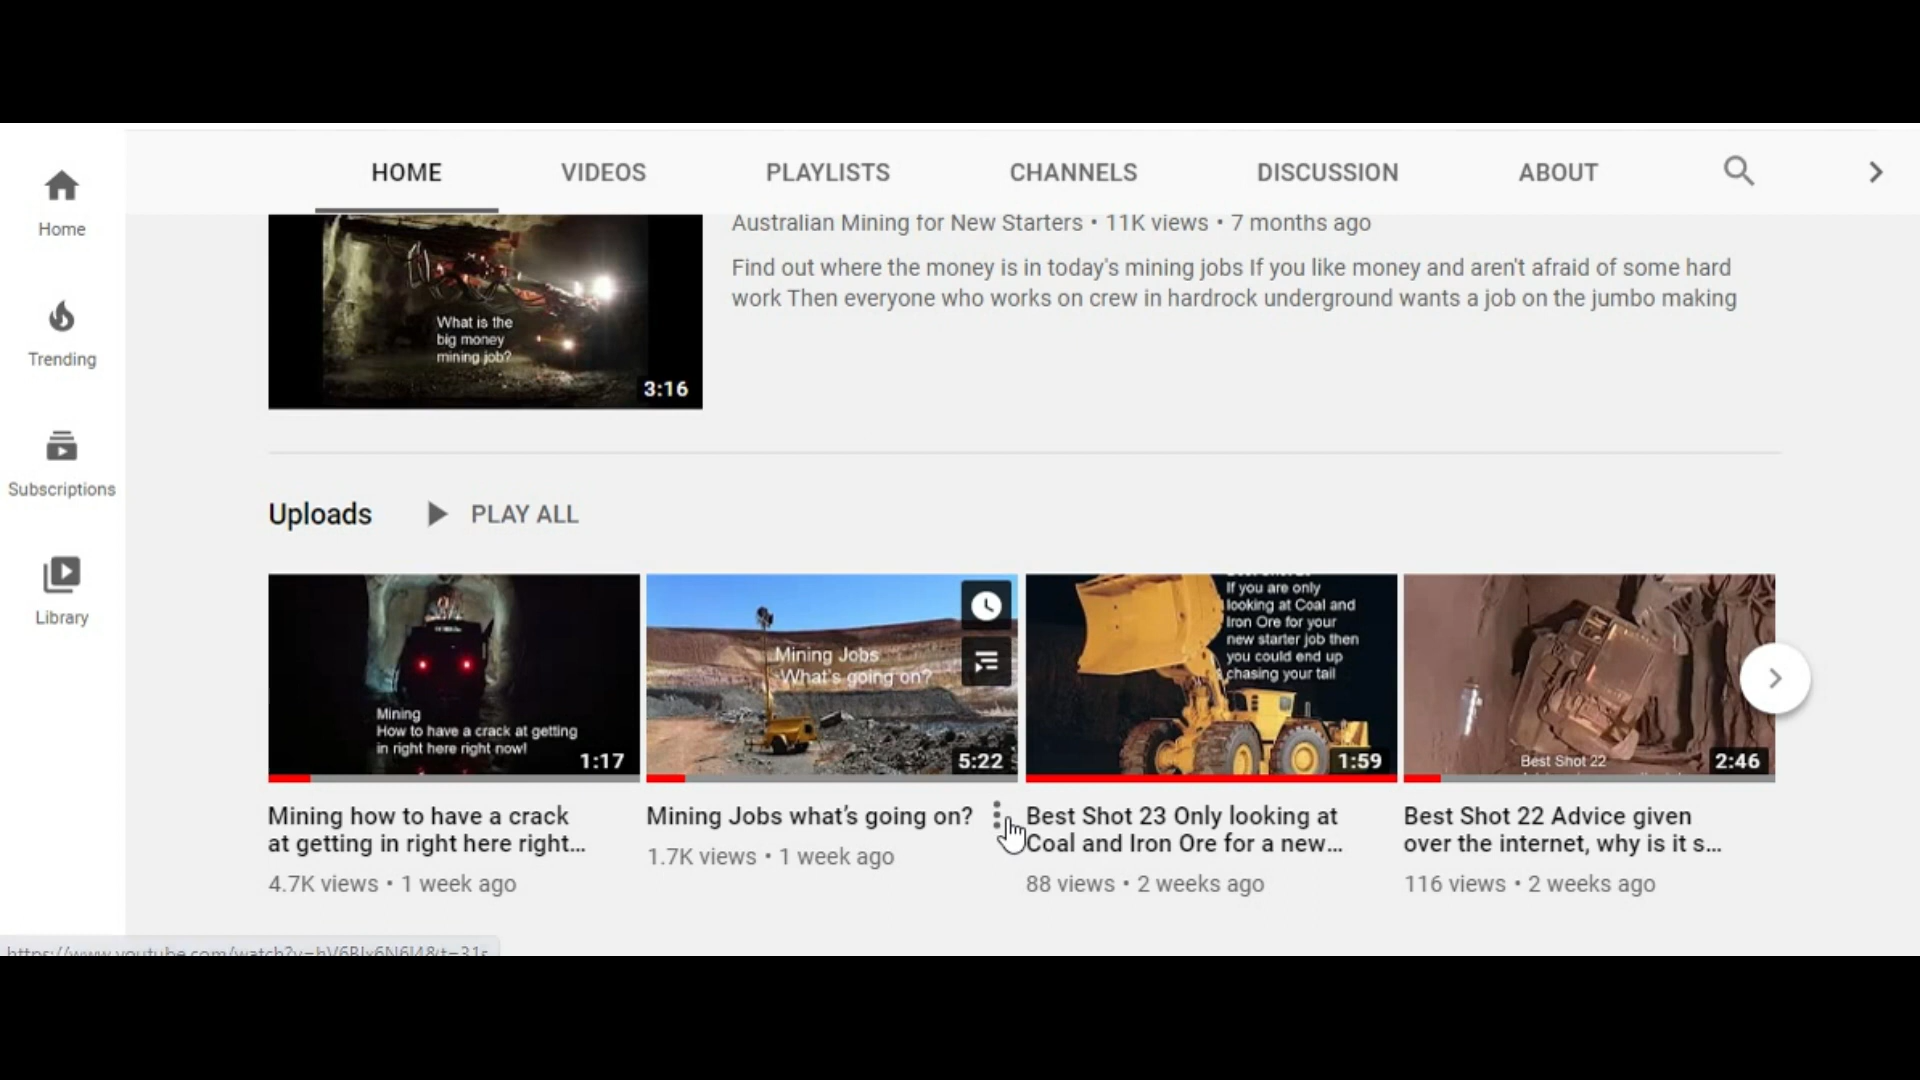 HOME VIDEOS PLAYLISTS CHANNELS DISCUSSION ABOUT
Home
Trending
Subscriptions
Library
Australian Mining for New Starters • 11K views • 7 months ago
Find out where the money is in today's mining jobs If you like money and aren't afraid of some hard
work Then everyone who works on crew in hardrock underground wants a job on the jumbo making
What is the
big money
mining job?
3:16
Uploads PLAY ALL
Mining
How to have a crack at getting
in right here right now!
1:17
Mining how to have a crack
at getting in right here right...
4.7K views • 1 week ago
Mining Jobs
What's going on?
5:22
Mining Jobs what’s going on?
1.7K views • 1 week ago
If you are only
looking at Coal and
Iron Ore for your
new starter job then
you could end up
chasing your tail
1:59
Best Shot 23 Only looking at
Coal and Iron Ore for a new...
88 views • 2 weeks ago
Best Shot 22
2:46
Best Shot 22 Advice given
over the internet, why is it s...
116 views • 2 weeks ago